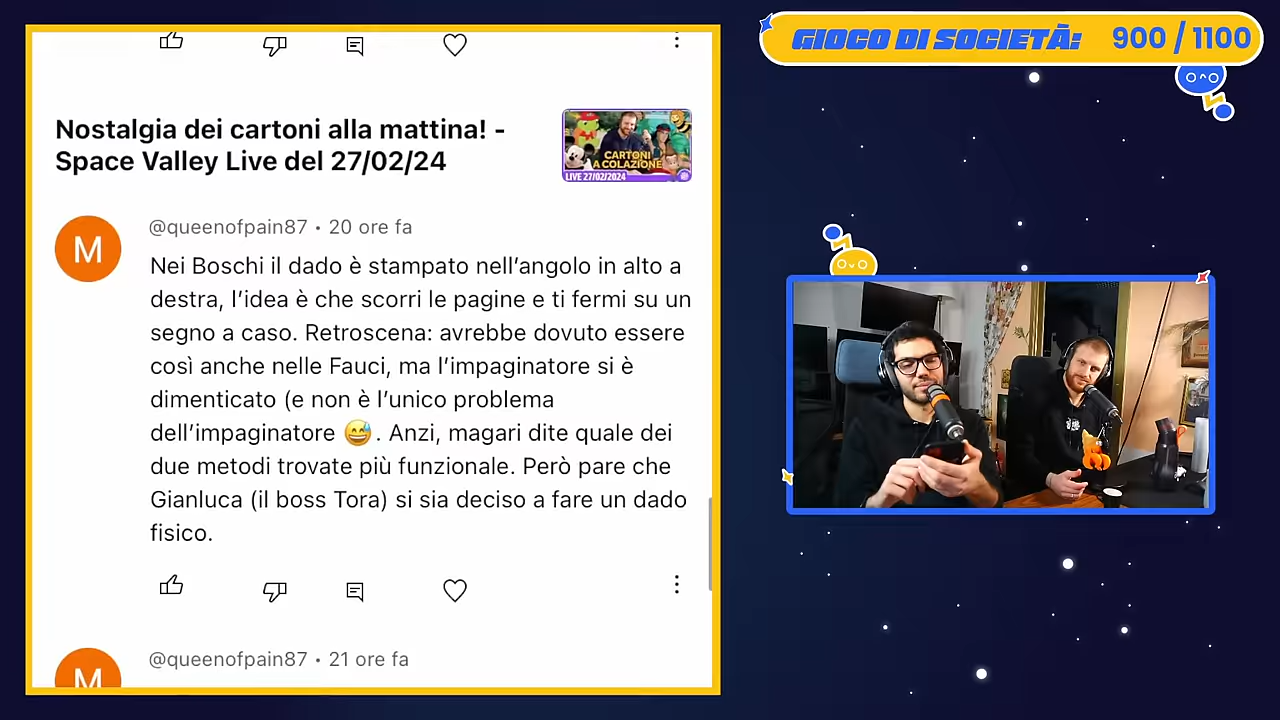 GIOCO DI SOCIETÀ: 900 / 1100
Nostalgia dei cartoni alla mattina! -
Space Valley Live del 27/02/24
CARTONI
A COLAZIONE
LIVE 27/02/2024
M
@queenofpain87 • 20 ore fa
Nei Boschi il dado è stampato nell’angolo in alto a
destra, l’idea è che scorri le pagine e ti fermi su un
segno a caso. Retroscena: avrebbe dovuto essere
così anche nelle Fauci, ma l’impaginatore si è
dimenticato (e non è l’unico problema
dell’impaginatore 😅. Anzi, magari dite quale dei
due metodi trovate più funzionale. Però pare che
Gianluca (il boss Tora) si sia deciso a fare un dado
fisico.
M
@queenofpain87 • 21 ore fa